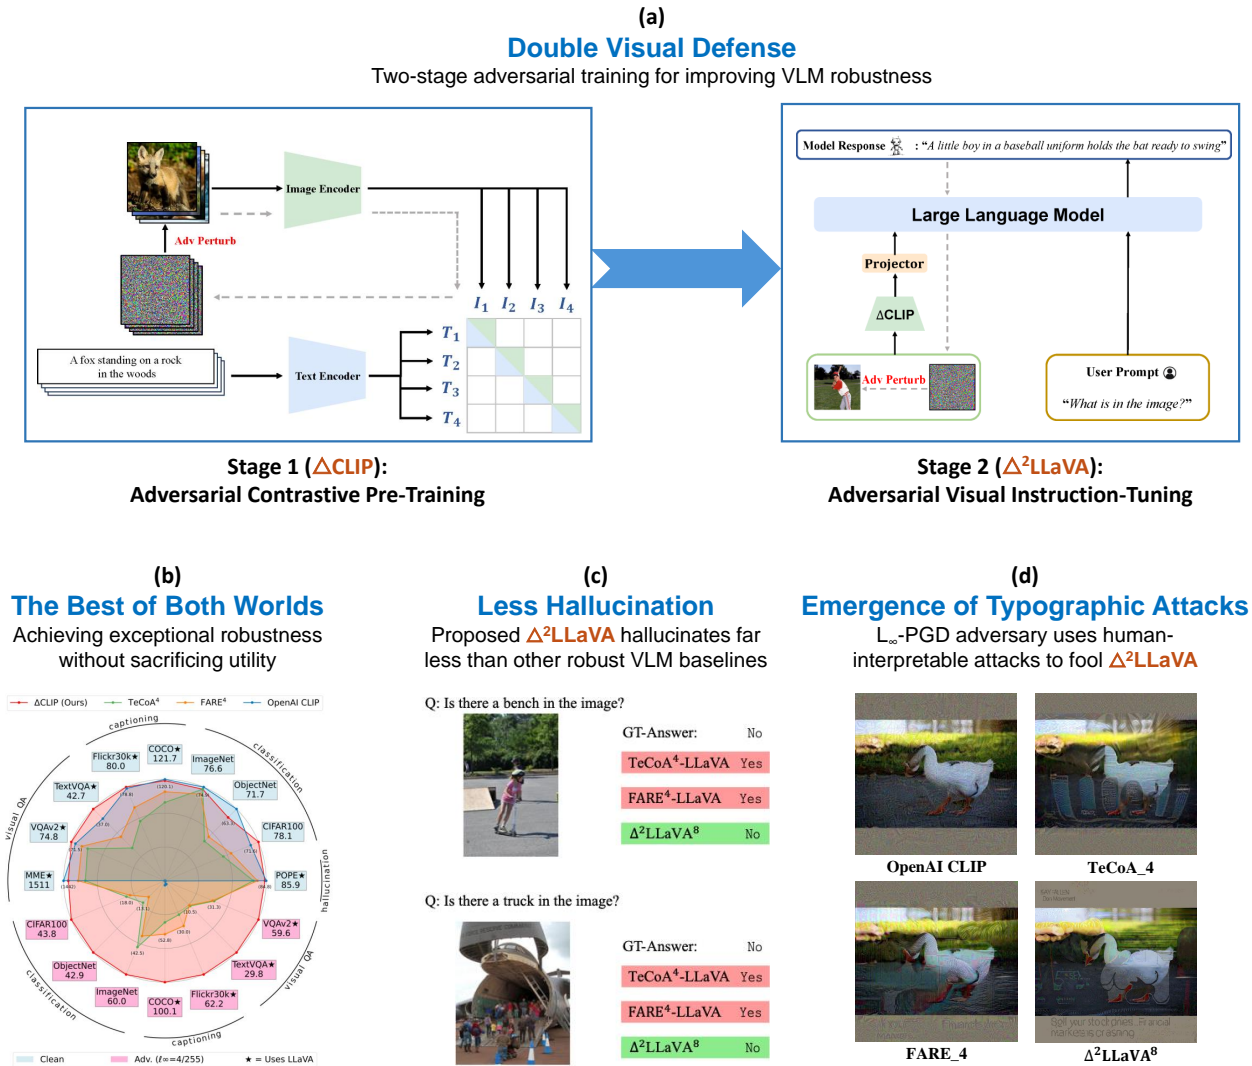 (a)
Double Visual Defense
Two-stage adversarial training for improving VLM robustness
Model Response : “A little boy in a baseball uniform holds the bat ready to swing”
Image Encoder
Large Language Model
Adv Perturb
Projector
I1 I2 I3 I4
ΔCLIP
T1
A fox standing on a rock
in the woods
T2
Text Encoder
T3
T4
Adv Perturb
User Prompt
“What is in the image?”
Stage 1 (△CLIP):
Adversarial Contrastive Pre-Training
Stage 2 (△²LLaVA):
Adversarial Visual Instruction-Tuning
(b)
The Best of Both Worlds
Achieving exceptional robustness
without sacrificing utility
ΔCLIP (Ours) TeCoA⁴ FARE⁴ OpenAI CLIP
captioning
classification
hallucination
visual QA
COCO★
121.7
ImageNet
76.6
ObjectNet
71.7
CIFAR100
78.1
POPE★
85.9
VQAv2★
59.6
TextVQA★
29.8
Flickr30k★
62.2
COCO★
100.1
ImageNet
60.0
ObjectNet
42.9
CIFAR100
43.8
MME★
1511
VQAv2★
74.8
TextVQA★
42.7
Flickr30k★
80.0
visual QA
captioning
classification
Clean Adv. (ℓ∞=4/255) ★ = Uses LLaVA
(c)
Less Hallucination
Proposed △²LLaVA hallucinates far
less than other robust VLM baselines
Q: Is there a bench in the image?
GT-Answer: No
TeCoA⁴-LLaVA Yes
FARE⁴-LLaVA Yes
Δ²LLaVA⁸ No
Q: Is there a truck in the image?
GT-Answer: No
TeCoA⁴-LLaVA Yes
FARE⁴-LLaVA Yes
Δ²LLaVA⁸ No
(d)
Emergence of Typographic Attacks
L∞-PGD adversary uses human-
interpretable attacks to fool △²LLaVA
OpenAI CLIP
TeCoA_4
FARE_4
Δ²LLaVA⁸